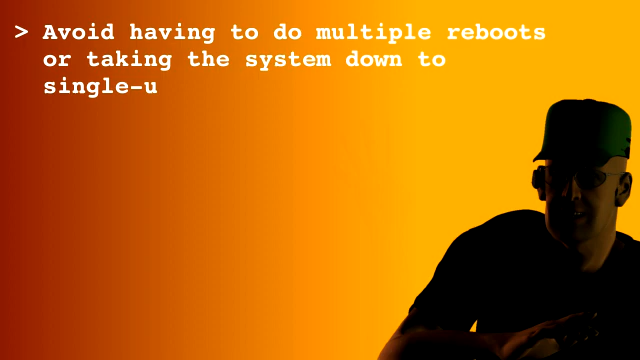 > Avoid having to do multiple reboots
or taking the system down to
single-u